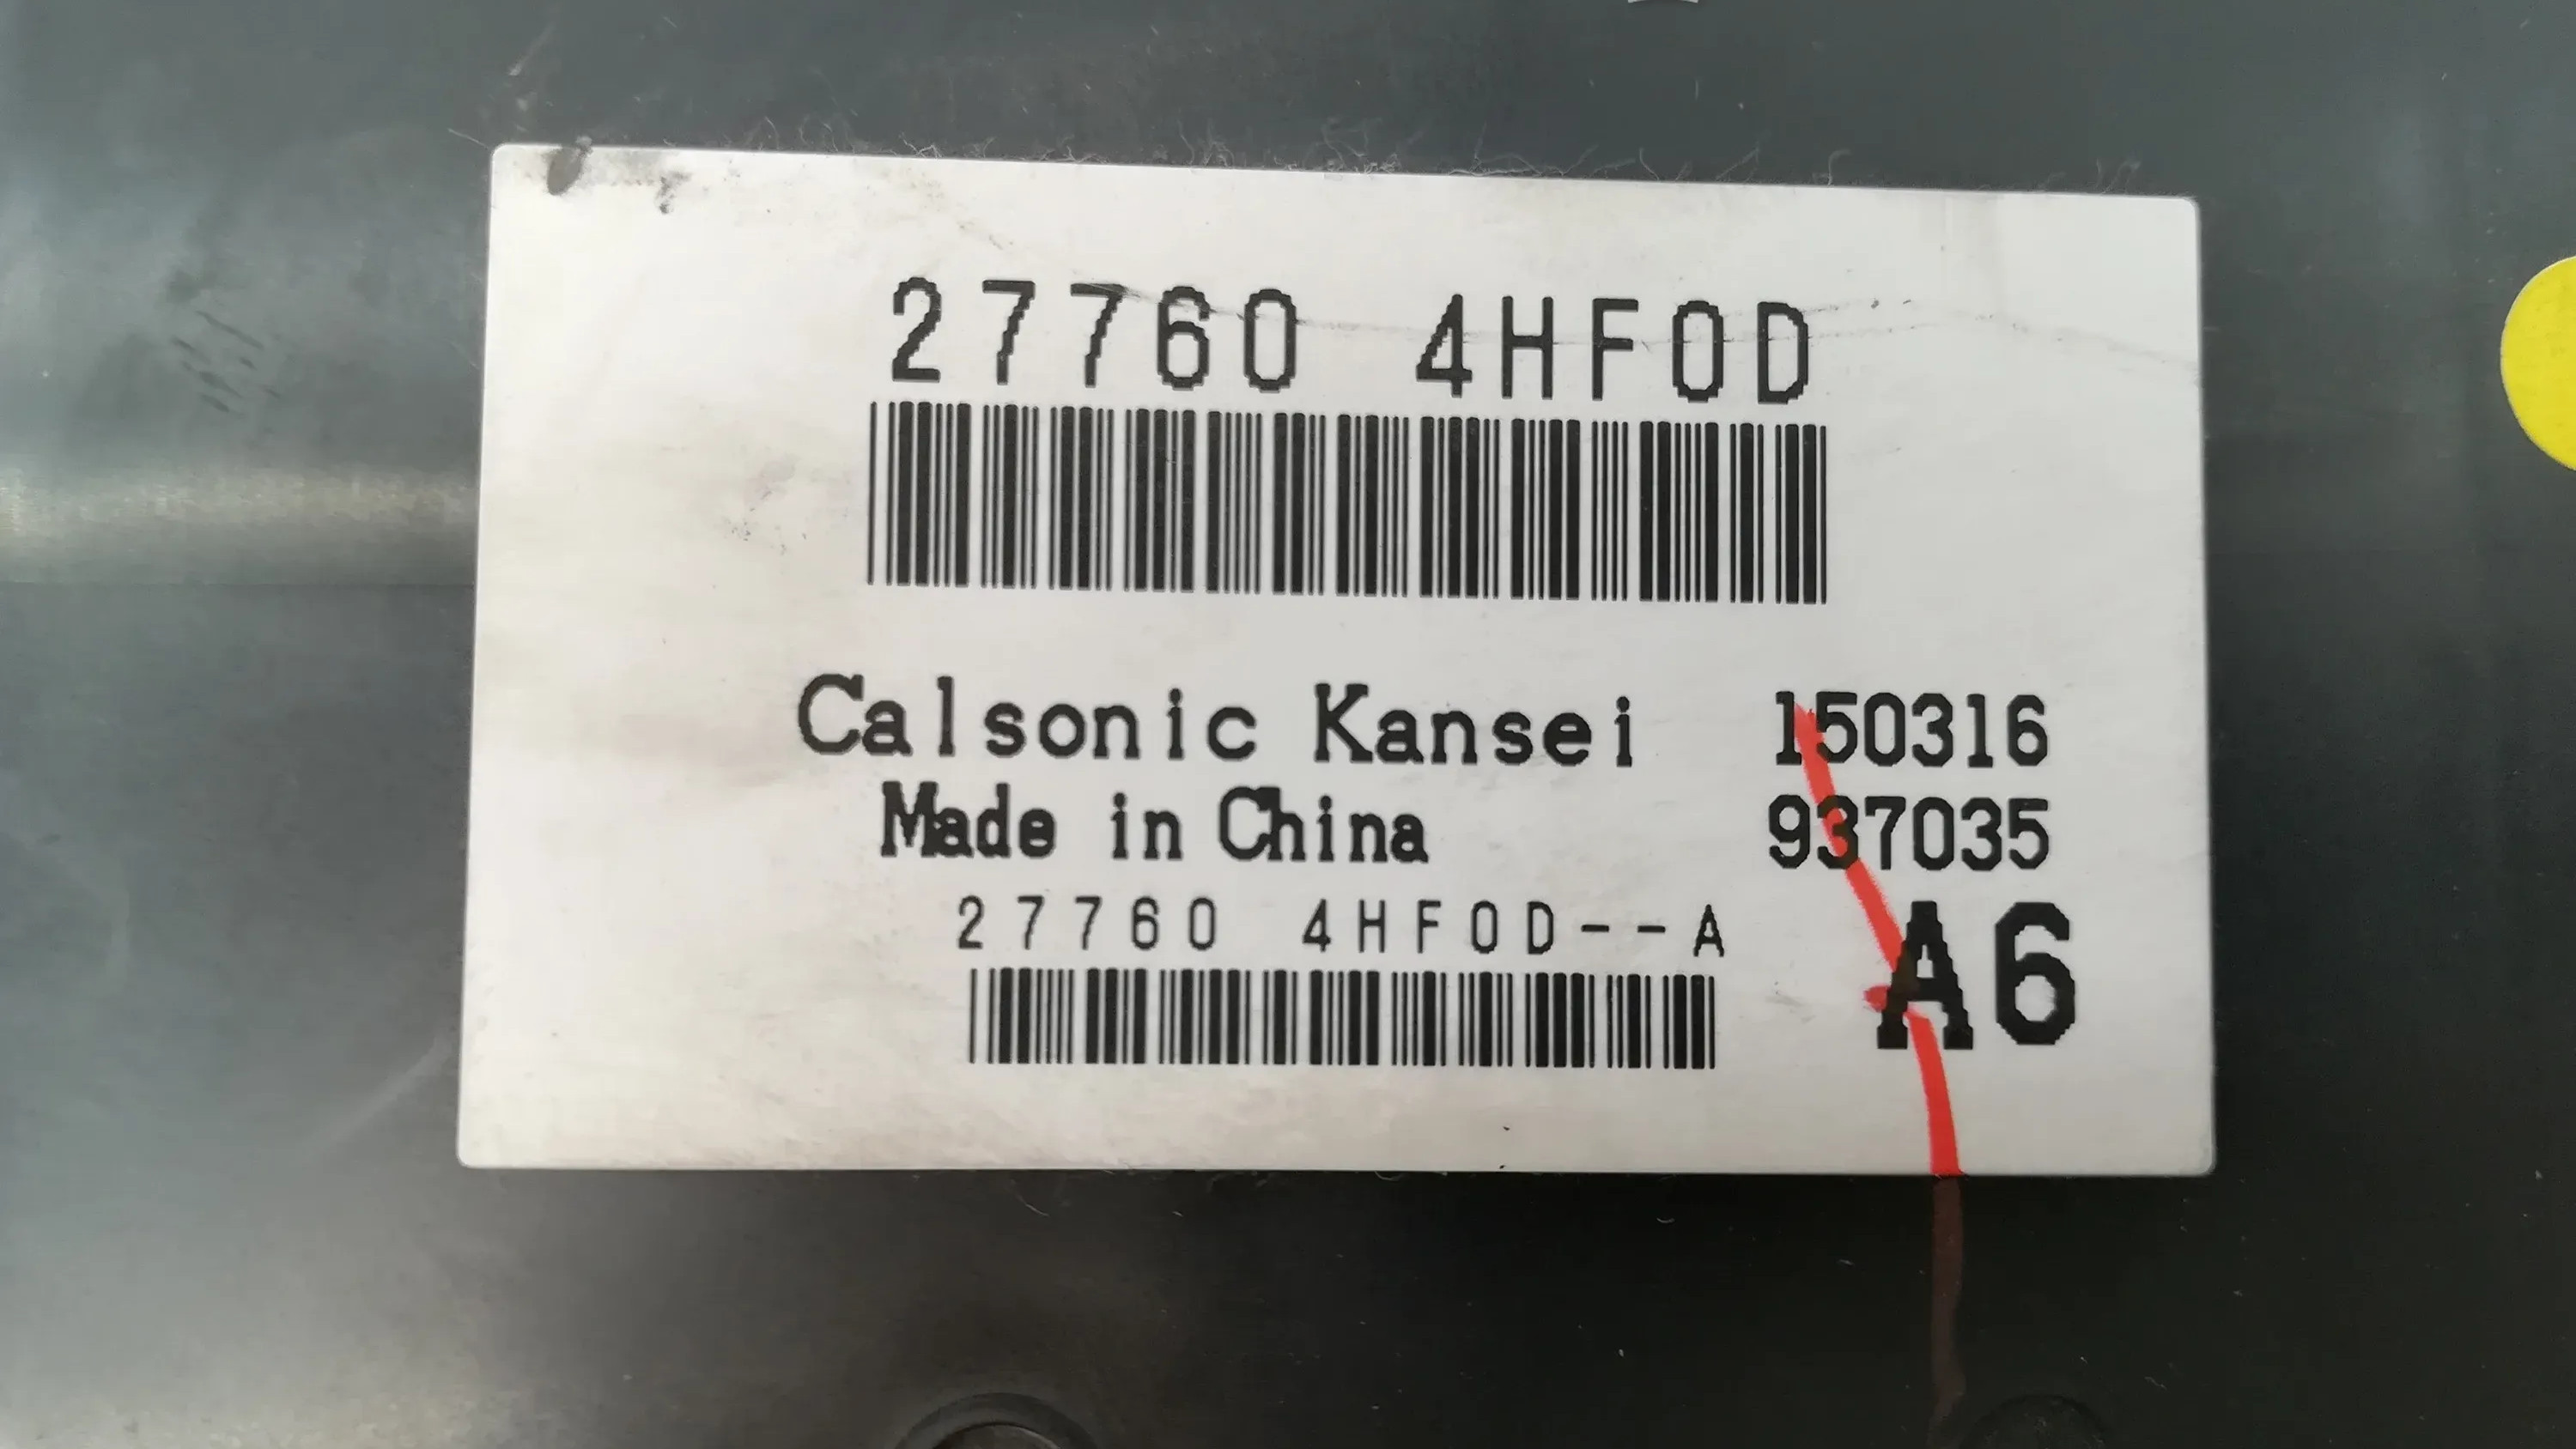 27760 4HF0D
Calsonic Kansei 150316
Made in China 937035
27760 4HF0D--A
A6